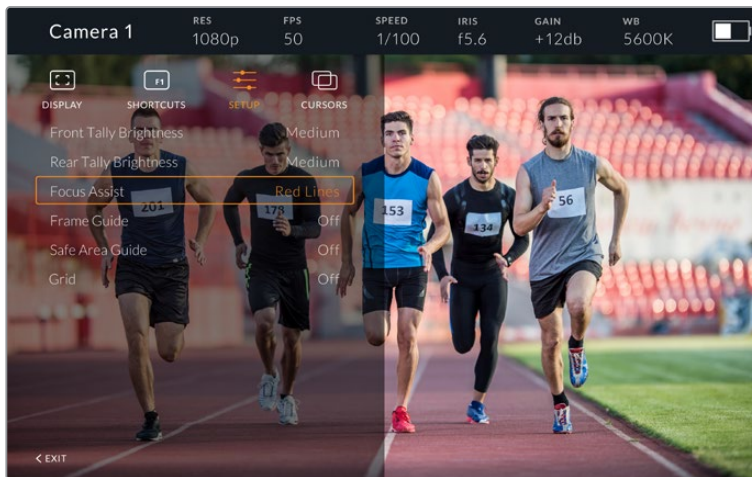 Camera 1
RES
1080p
FPS
50
SPEED
1/100
IRIS
f5.6
GAIN
+12db
WB
5600K
DISPLAY
F1
SHORTCUTS
SETUP
CURSORS
Front Tally Brightness Medium
Rear Tally Brightness Medium
Focus Assist Red Lines
Frame Guide Off
Safe Area Guide Off
Grid Off
201
178
153
134
56
< EXIT